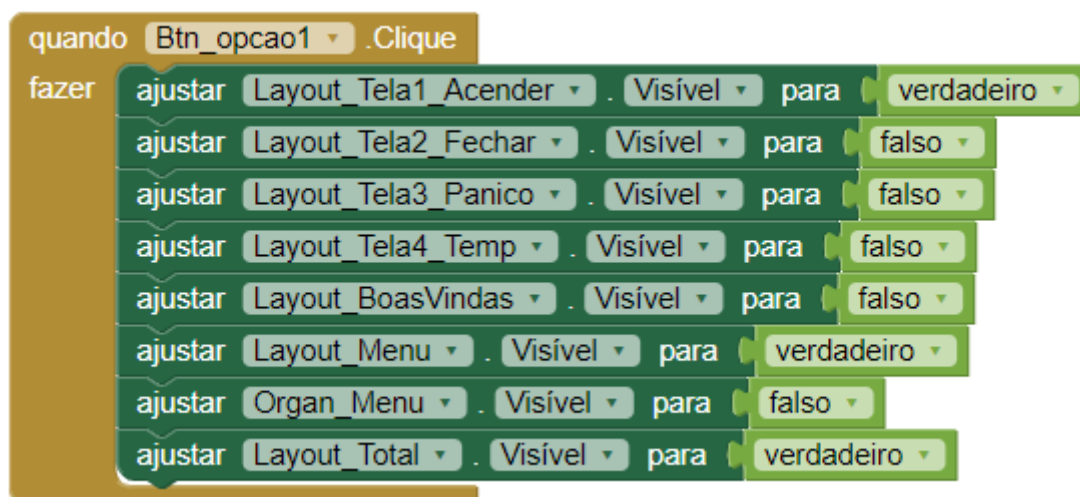 quando Btn_opcao1 .Clique
fazer ajustar Layout_Tela1_Acender . Visível para verdadeiro
ajustar Layout_Tela2_Fechar . Visível para falso
ajustar Layout_Tela3_Panico . Visível para falso
ajustar Layout_Tela4_Temp . Visível para falso
ajustar Layout_BoasVindas . Visível para falso
ajustar Layout_Menu . Visível para verdadeiro
ajustar Organ_Menu . Visível para falso
ajustar Layout_Total . Visível para verdadeiro